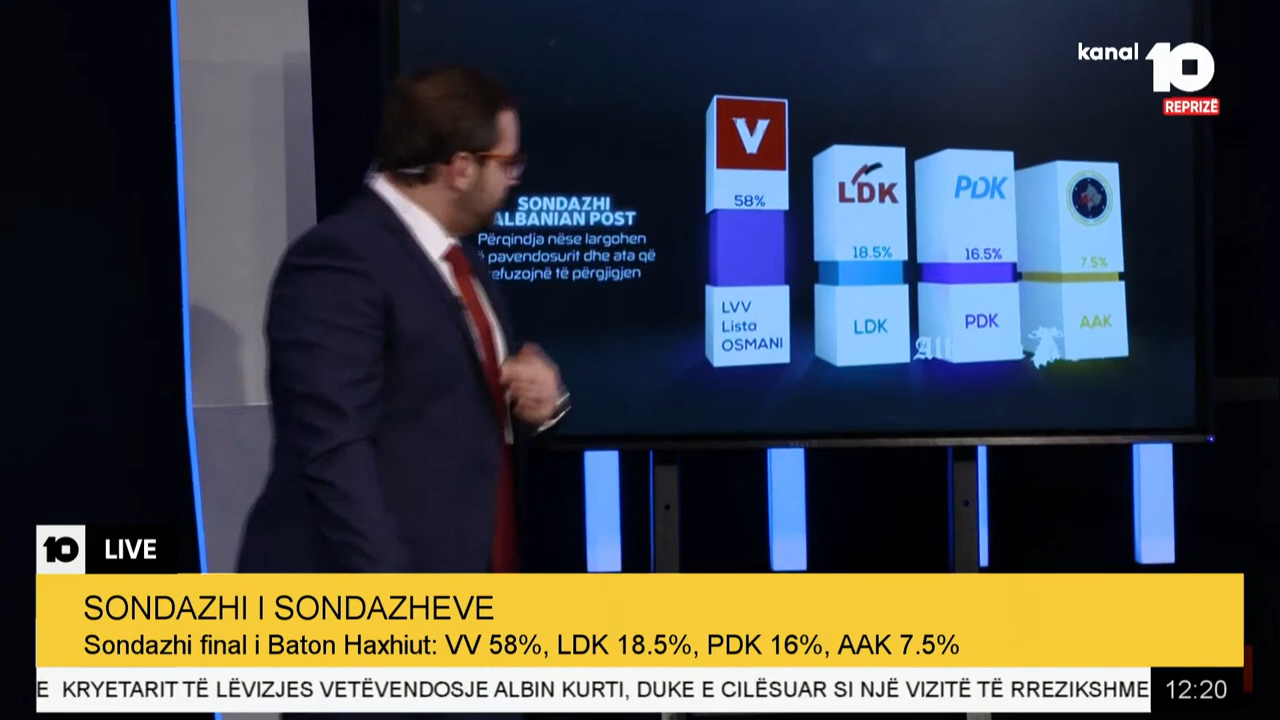 kanal 10
REPRIZË
V
58%
LVV
Lista
OSMANI
LDK
18.5%
LDK
PDK
16.5%
PDK
7.5%
AAK
SONDAZHI
ALBANIAN POST
Përqindja nëse largohen
pavendosurit dhe ata që
refuzojnë të përgjigjen
10 LIVE
SONDAZHI I SONDAZHEVE
Sondazhi final i Baton Haxhiut: VV 58%, LDK 18.5%, PDK 16%, AAK 7.5%
E KRYETARIT TË LËVIZJES VETËVENDOSJE ALBIN KURTI, DUKE E CILËSUAR SI NJË VIZITË TË RREZIKSHME
12:20